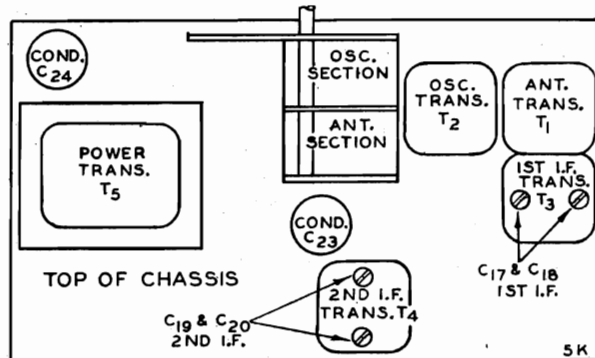 COND.
C24
OSC.
SECTION
ANT.
SECTION
OSC.
TRANS.
T2
ANT.
TRANS.
T1
POWER
TRANS.
T5
1ST I.F.
TRANS.
T3
COND.
C23
C17 & C18
1ST I.F.
TOP OF CHASSIS
2ND I.F.
TRANS. T4
C19 & C20
2ND I.F.
5K